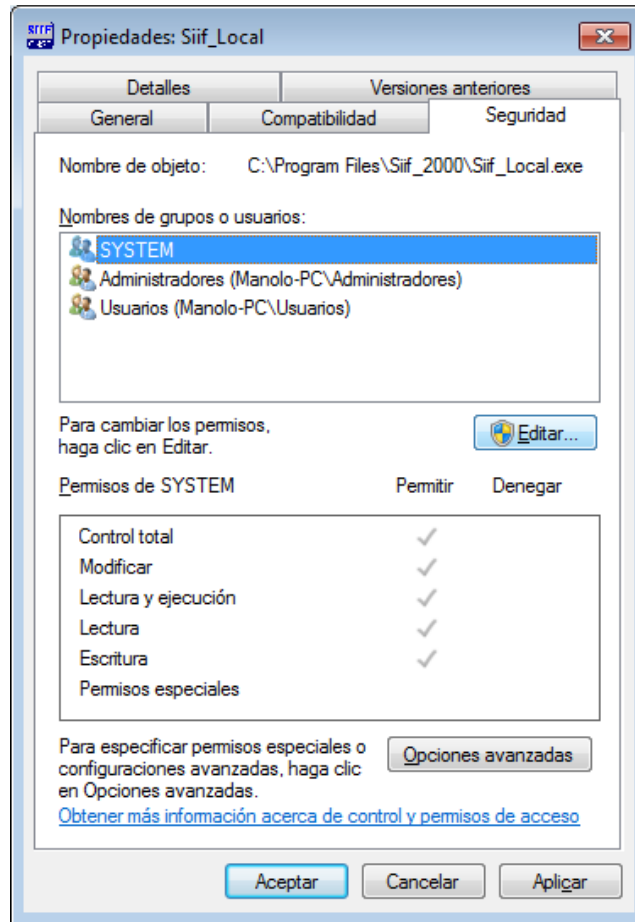 SIIF
Propiedades: Siif_Local
Detalles
Versiones anteriores
General
Compatibilidad
Seguridad
Nombre de objeto: C:\Program Files\Siif_2000\Siif_Local.exe
Nombres de grupos o usuarios:
SYSTEM
Administradores (Manolo-PC\Administradores)
Usuarios (Manolo-PC\Usuarios)
Para cambiar los permisos,
haga clic en Editar.
Editar...
Permisos de SYSTEM Permitir Denegar
Control total
Modificar
Lectura y ejecución
Lectura
Escritura
Permisos especiales
Para especificar permisos especiales o
configuraciones avanzadas, haga clic
en Opciones avanzadas.
Opciones avanzadas
Obtener más información acerca de control y permisos de acceso
Aceptar
Cancelar
Aplicar